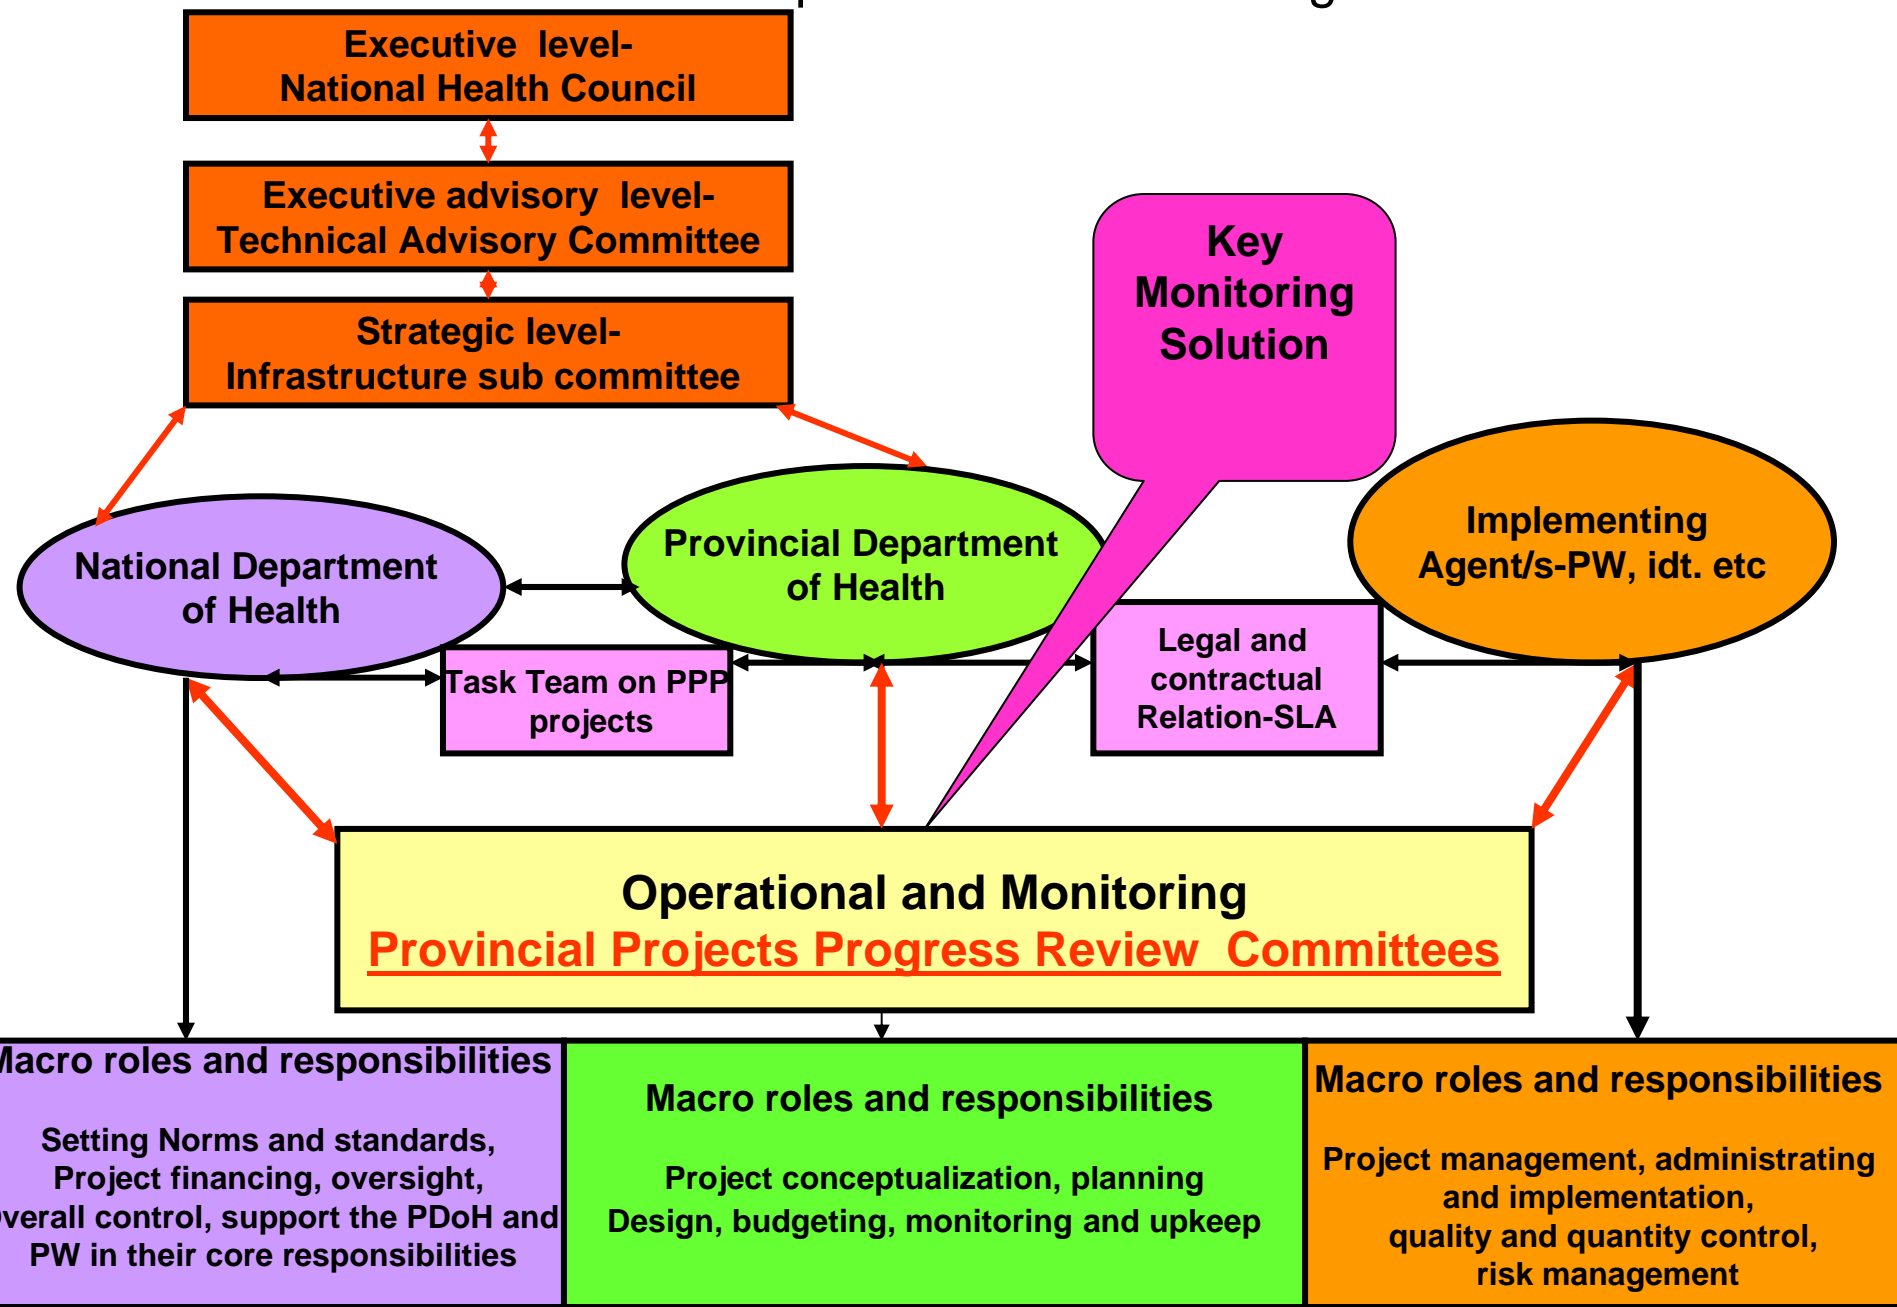 Executive level-
National Health Council
Executive advisory level-
Technical Advisory Committee
Strategic level-
Infrastructure sub committee
Key
Monitoring
Solution
National Department
of Health
Provincial Department
of Health
Implementing
Agent/s-PW, idt. etc
Task Team on PPP
projects
Legal and
contractual
Relation-SLA
Operational and Monitoring
Provincial Projects Progress Review Committees
Macro roles and responsibilities
Setting Norms and standards,
Project financing, oversight,
Overall control, support the PDoH and
PW in their core responsibilities
Macro roles and responsibilities
Project conceptualization, planning
Design, budgeting, monitoring and upkeep
Macro roles and responsibilities
Project management, administrating
and implementation,
quality and quantity control,
risk management